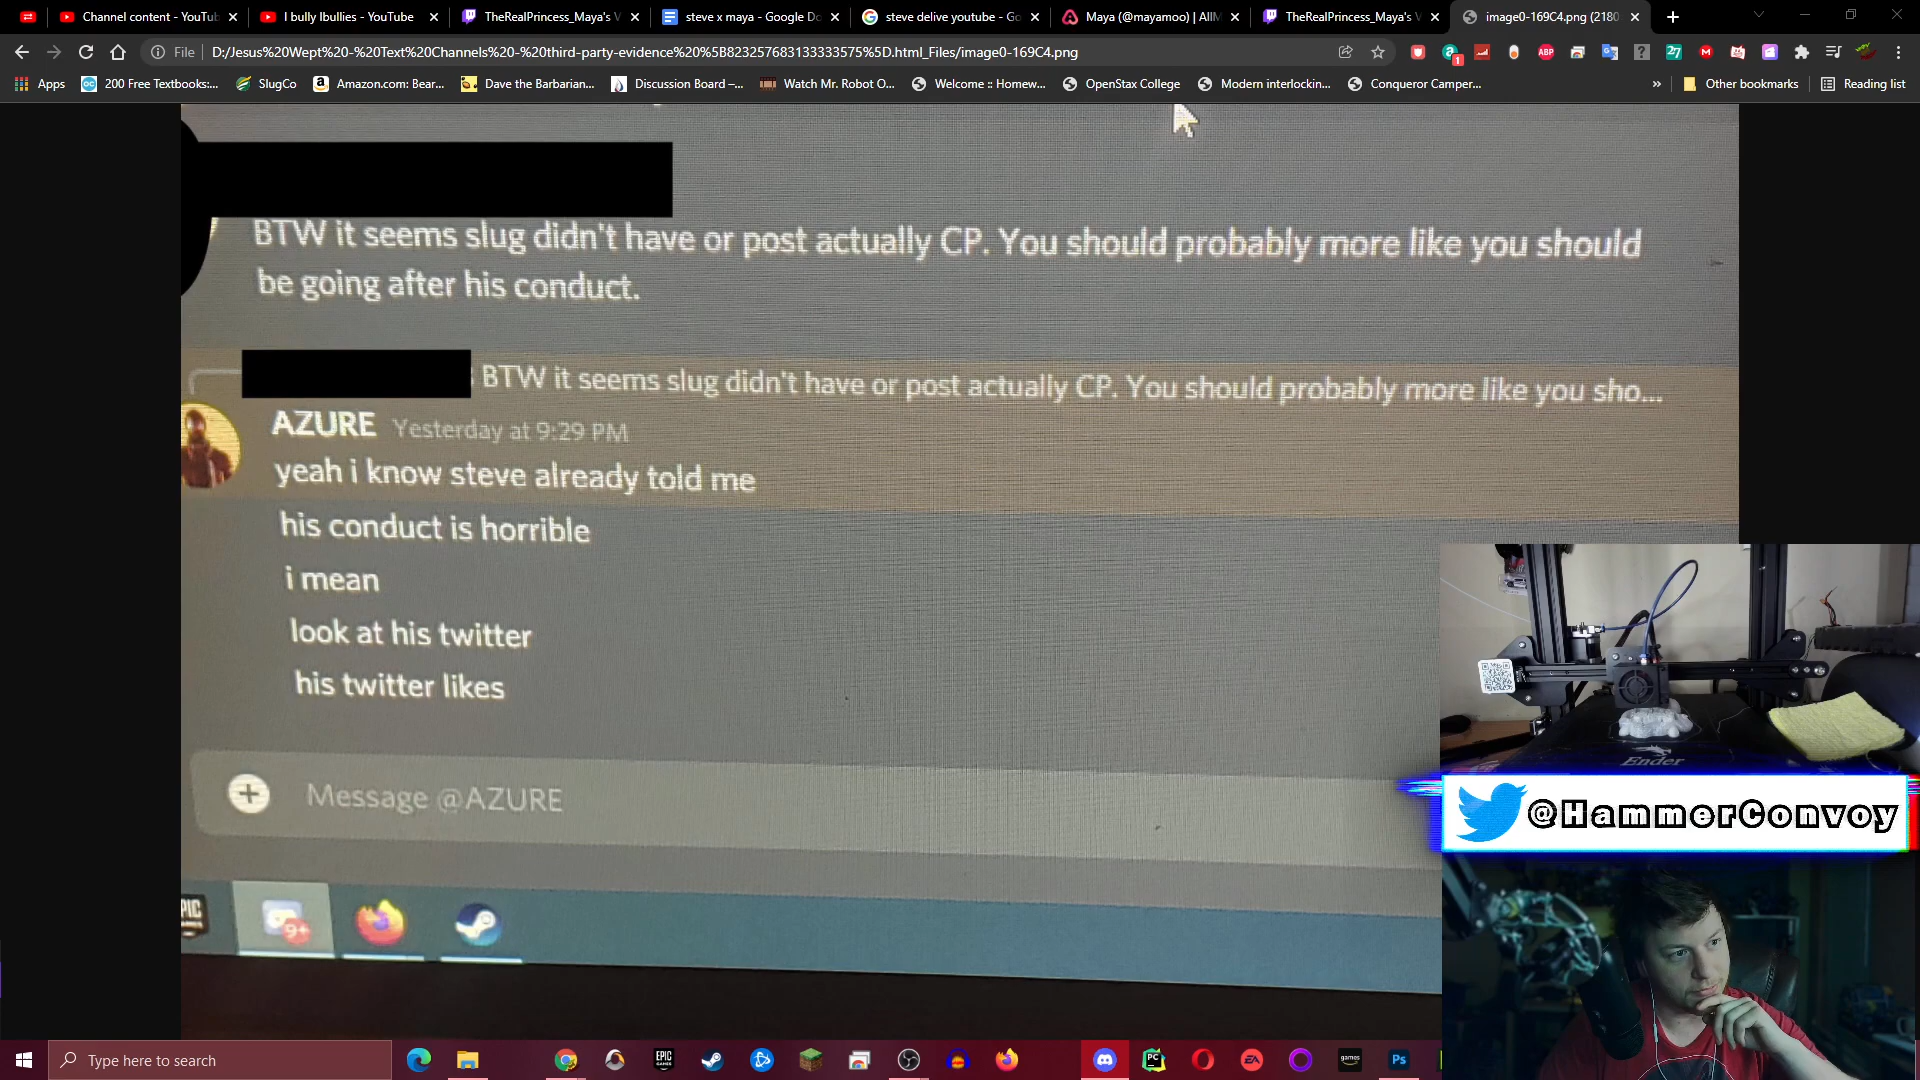 Channel content - YouTu
I bully lbullies - YouTube
TheRealPrincess_Maya's V
steve x maya - Google Do
steve delive youtube - Go
Maya (@mayamoo) | AllM
TheRealPrincess_Maya's V
image0-169C4.png (2180
File
D:/Jesus%20Wept%20-%20Text%20Channels%20-%20third-party-evidence%20%5B823257683133333575%5D.html_Files/image0-169C4.png
Apps
200 Free Textbooks:...
SlugCo
Amazon.com: Bear...
Dave the Barbarian...
Discussion Board –...
Watch Mr. Robot O...
Welcome :: Homew...
OpenStax College
Modern interlockin...
Conqueror Camper...
»
Other bookmarks
Reading list
BTW it seems slug didn't have or post actually CP. You should probably more like you should
be going after his conduct.
BTW it seems slug didn't have or post actually CP. You should probably more like you sho...
AZURE Yesterday at 9:29 PM
yeah i know steve already told me
his conduct is horrible
i mean
look at his twitter
his twitter likes
Message @AZURE
EPIC
9+
Ender
@HammerConvoy
Type here to search